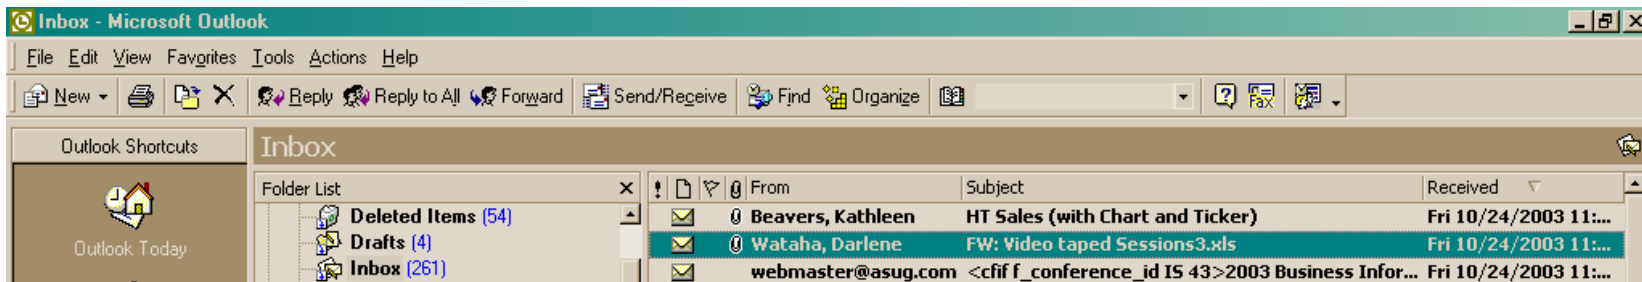 Inbox - Microsoft Outlook
File Edit View Favorites Tools Actions Help
New Reply Reply to All Forward Send/Receive Find Organize Fax
Outlook Shortcuts Inbox
Folder List ! From Subject Received
Deleted Items (54) Beavers, Kathleen HT Sales (with Chart and Ticker) Fri 10/24/2003 11:...
Outlook Today Drafts (4) Wataha, Darlene FW: Video taped Sessions3.xls Fri 10/24/2003 11:...
Inbox (261) webmaster@asug.com <cfif f_conference_id IS 43>2003 Business Infor... Fri 10/24/2003 11:...